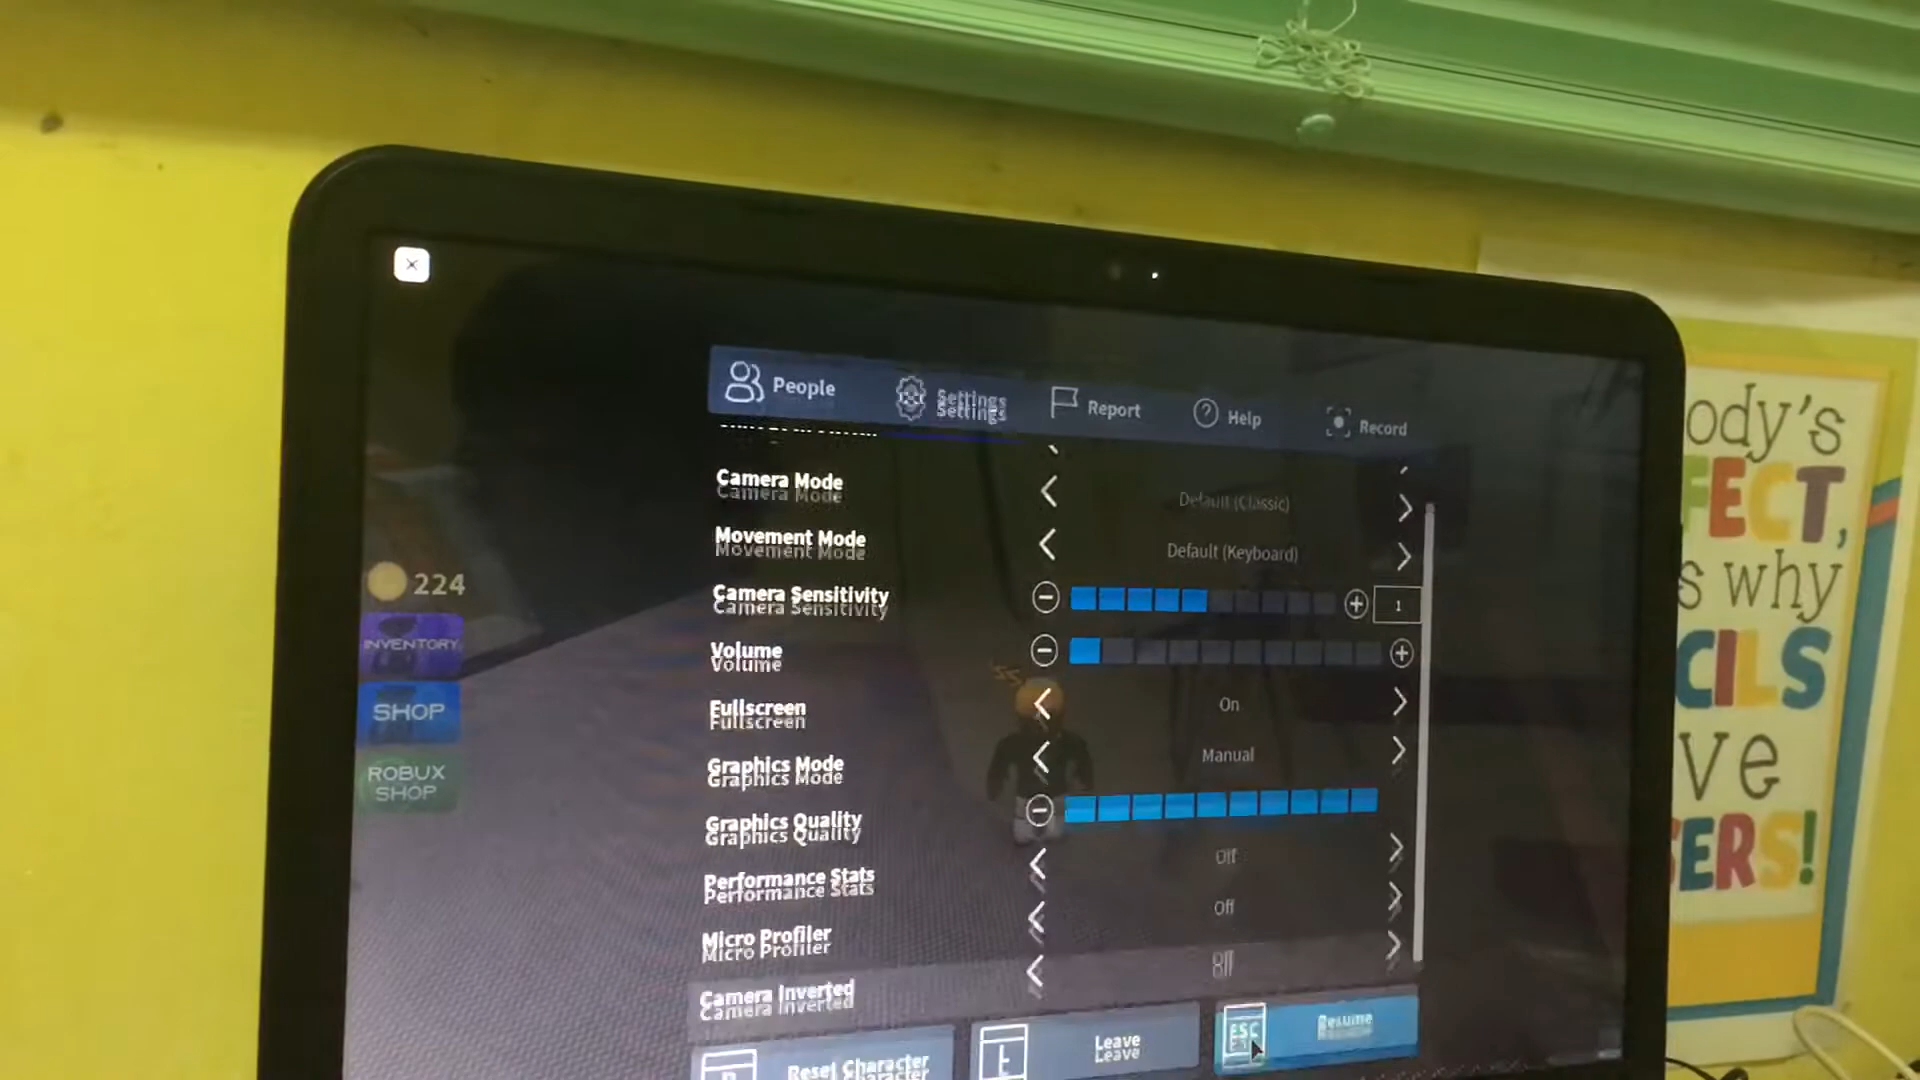 People
Settings
Report
Help
Record
Camera Mode
Default (Classic)
Movement Mode
Default (Keyboard)
Camera Sensitivity
1
Volume
Fullscreen
On
Graphics Mode
Manual
Graphics Quality
Performance Stats
Off
Micro Profiler
Off
Camera Inverted
Off
Reset Character
Leave
ESC
Resume
224
INVENTORY
SHOP
ROBUX
SHOP
ody's
FECT,
s why
CILS
ve
SERS!